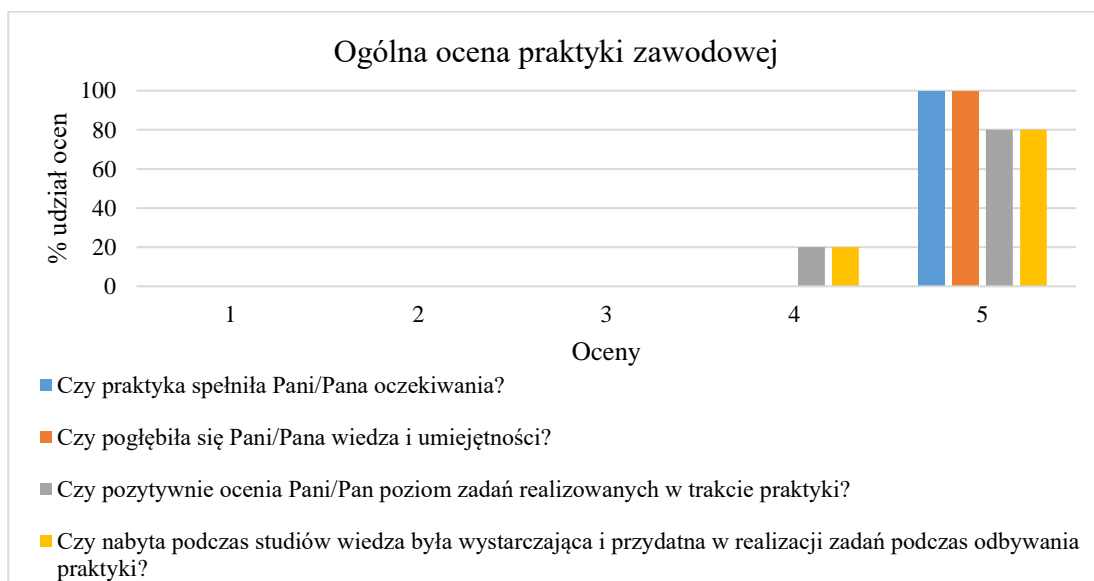 Ogólna ocena praktyki zawodowej
% udział ocen
100
80
60
40
20
0
1 2 3 4 5
Oceny
Czy praktyka spełniła Pani/Pana oczekiwania?
Czy pogłębiła się Pani/Pana wiedza i umiejętności?
Czy pozytywnie ocenia Pani/Pan poziom zadań realizowanych w trakcie praktyki?
Czy nabyta podczas studiów wiedza była wystarczająca i przydatna w realizacji zadań podczas odbywania
praktyki?